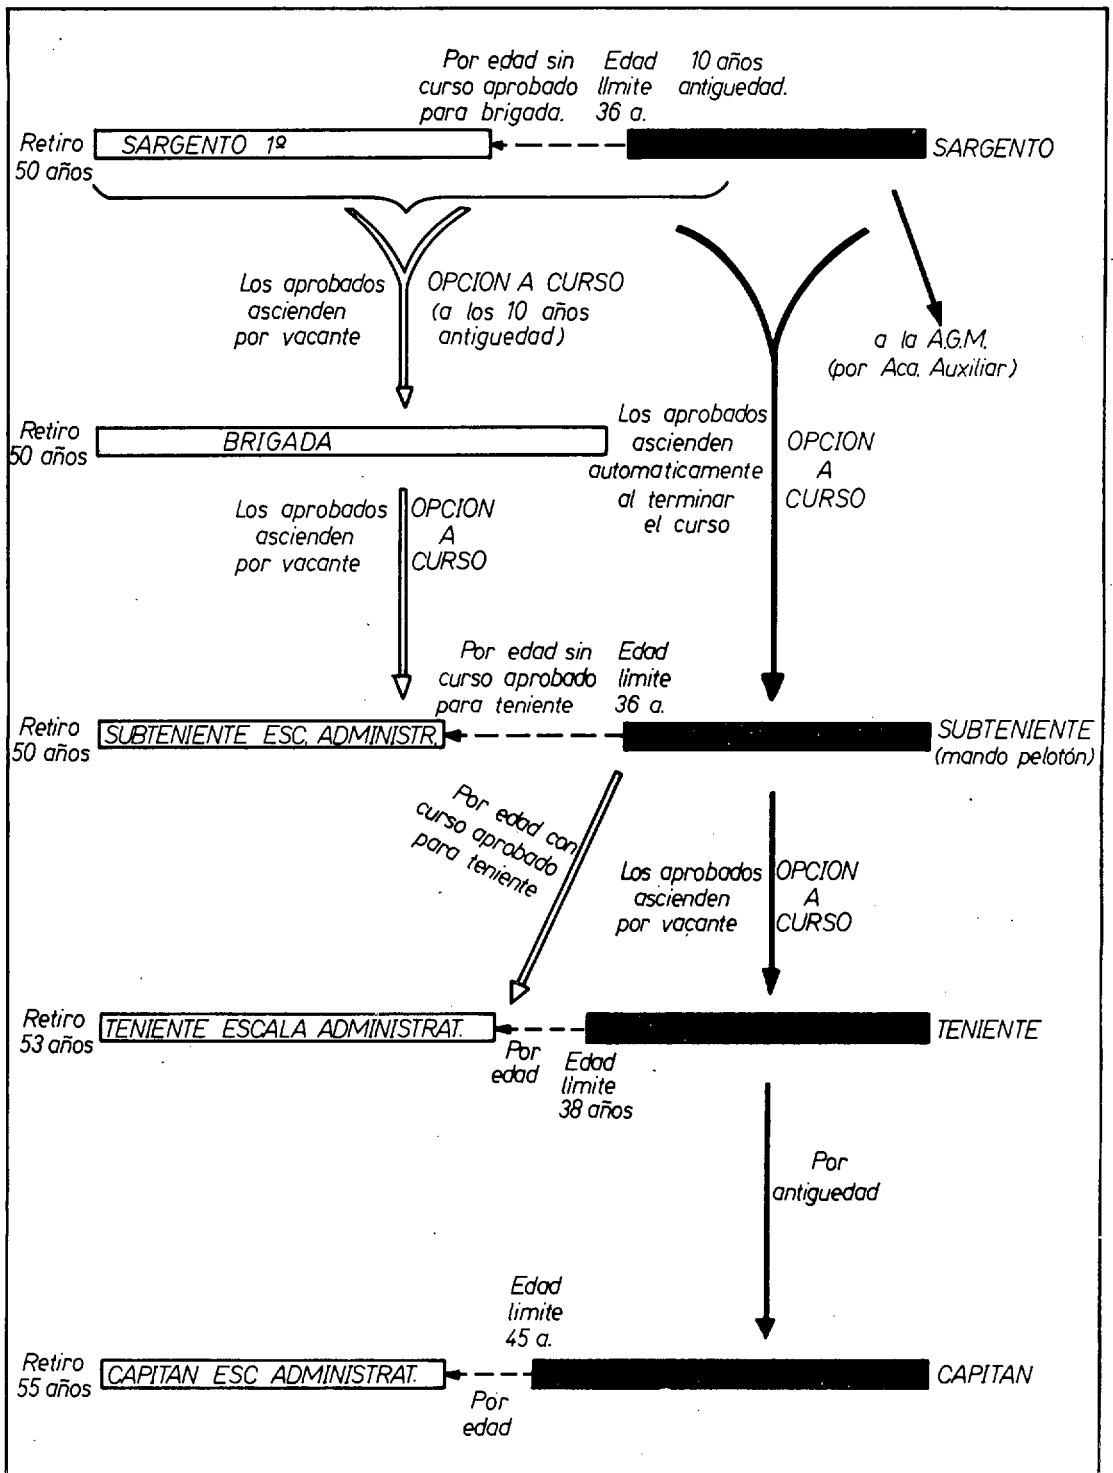 Por edad sin
curso aprobado
para brigada.
Edad
límite
36 a.
10 años
antiguedad.
Retiro
50 años
SARGENTO 1º
SARGENTO
Los aprobados
ascienden
por vacante
OPCION A CURSO
(a los 10 años
antiguedad)
a la A.G.M.
(por Aca. Auxiliar)
Retiro
50 años
BRIGADA
Los aprobados
ascienden
automaticamente
al terminar
el curso
OPCION
A
CURSO
Los aprobados
ascienden
por vacante
OPCION
A
CURSO
Por edad sin
curso aprobado
para teniente
Edad
límite
36 a.
Retiro
50 años
SUBTENIENTE ESC. ADMINISTR.
SUBTENIENTE
(mando pelotón)
Por edad con
curso aprobado
para teniente
Los aprobados
ascienden
por vacante
OPCION
A
CURSO
Retiro
53 años
TENIENTE ESCALA ADMINISTRAT.
TENIENTE
Por
edad
Edad
limite
38 años
Por
antiguedad
Edad
limite
45 a.
Retiro
55 años
CAPITAN ESC ADMINISTRAT.
CAPITAN
Por
edad